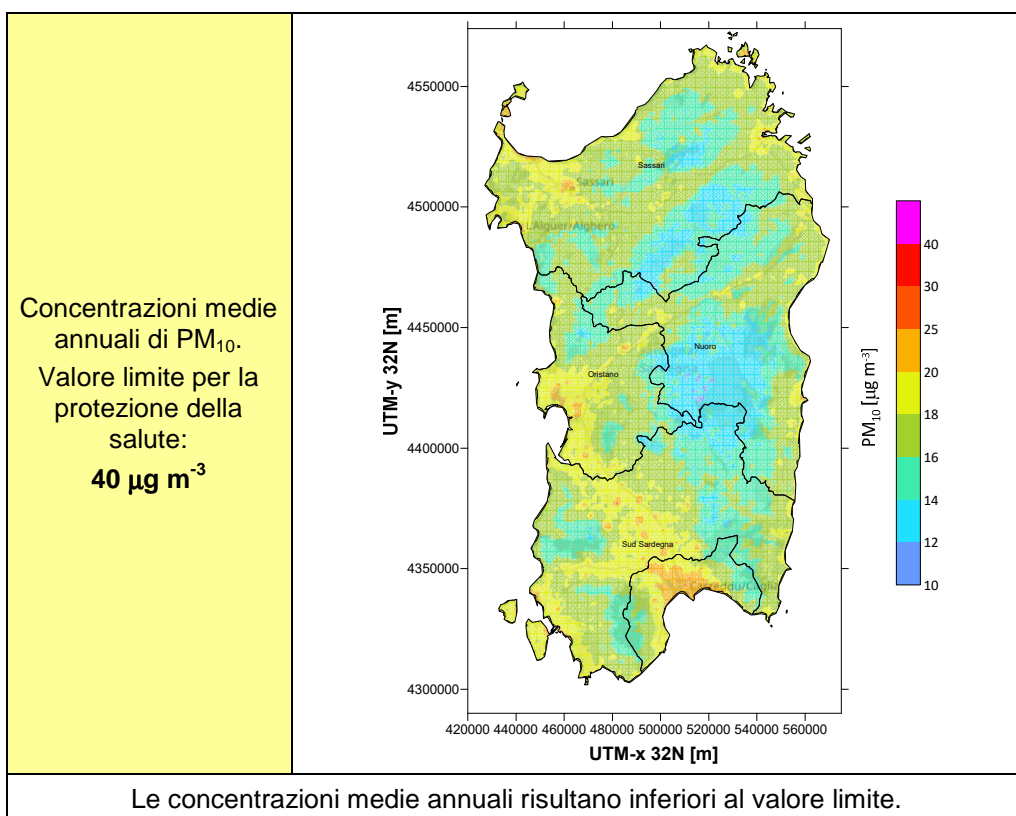 Concentrazioni medie
annuali di PM₁₀.
Valore limite per la
protezione della
salute:
40 µg m⁻³
UTM-y 32N [m]
4550000
4500000
4450000
4400000
4350000
4300000
Sassari
Sassari
L'Alguer/Alghero
Nuoro
Oristano
Sud Sardegna
420000 440000 460000 480000 500000 520000 540000 560000
UTM-x 32N [m]
PM₁₀ [µg m⁻³]
40
30
25
20
18
16
14
12
10
Le concentrazioni medie annuali risultano inferiori al valore limite.